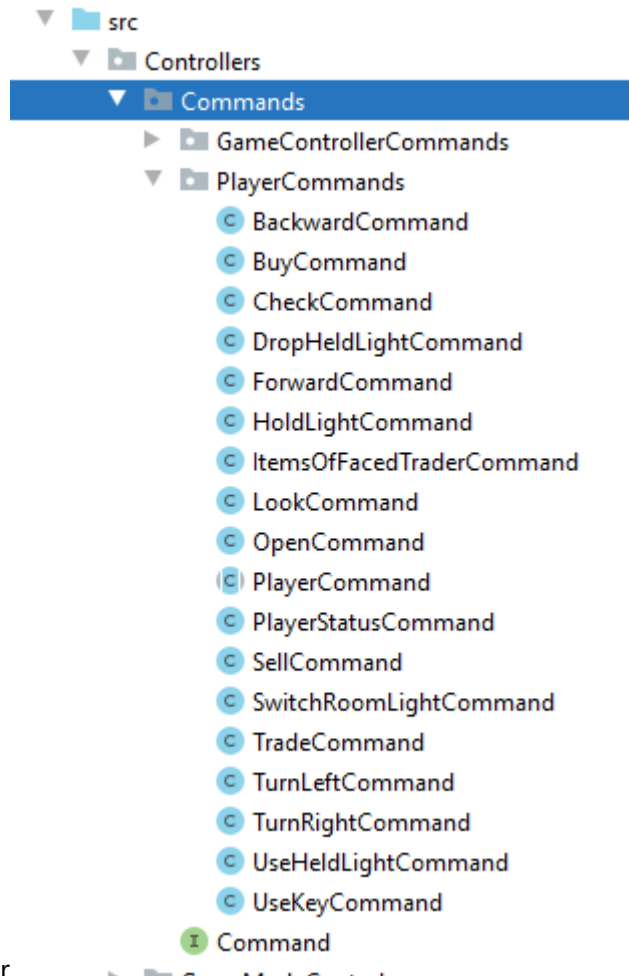 src
Controllers
Commands
GameControllerCommands
PlayerCommands
C BackwardCommand
C BuyCommand
C CheckCommand
C DropHeldLightCommand
C ForwardCommand
C HoldLightCommand
C ItemsOfFacedTraderCommand
C LookCommand
C OpenCommand
C PlayerCommand
C PlayerStatusCommand
C SellCommand
C SwitchRoomLightCommand
C TradeCommand
C TurnLeftCommand
C TurnRightCommand
C UseHeldLightCommand
C UseKeyCommand
I Command
r